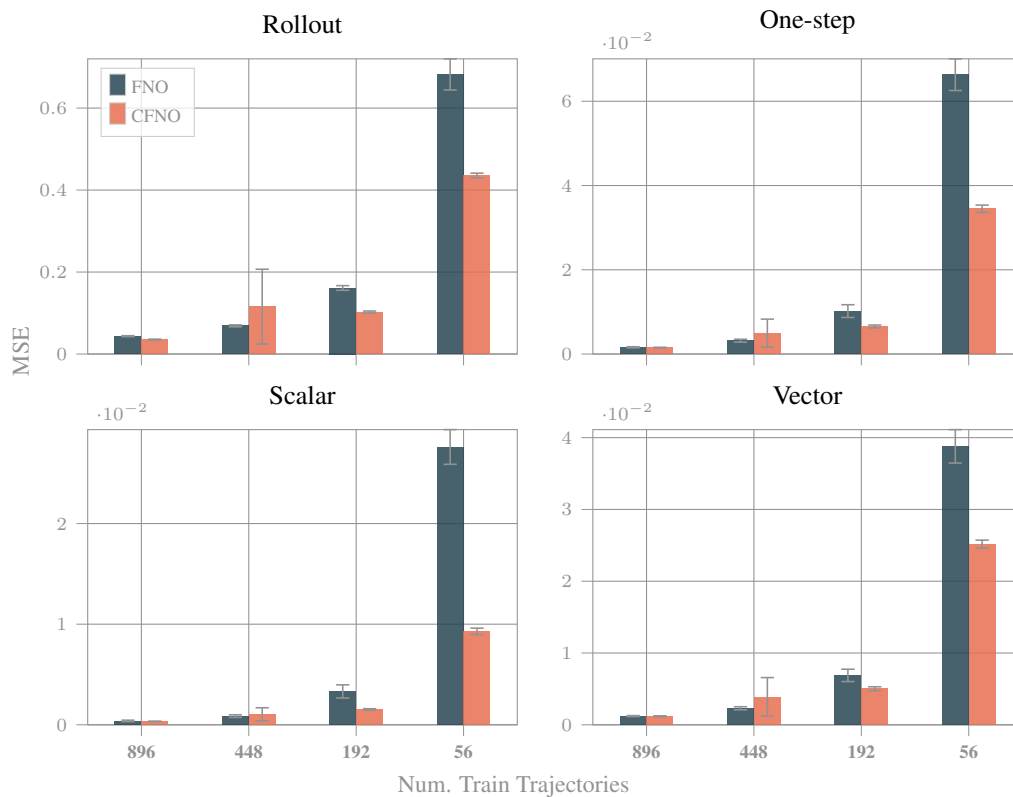 Rollout
0.6
0.4
0.2
0
FNO
CFNO
One-step
·10⁻²
6
4
2
0
MSE
Scalar
·10⁻²
2
1
0
896 448 192 56
Vector
·10⁻²
4
3
2
1
0
896 448 192 56
Num. Train Trajectories